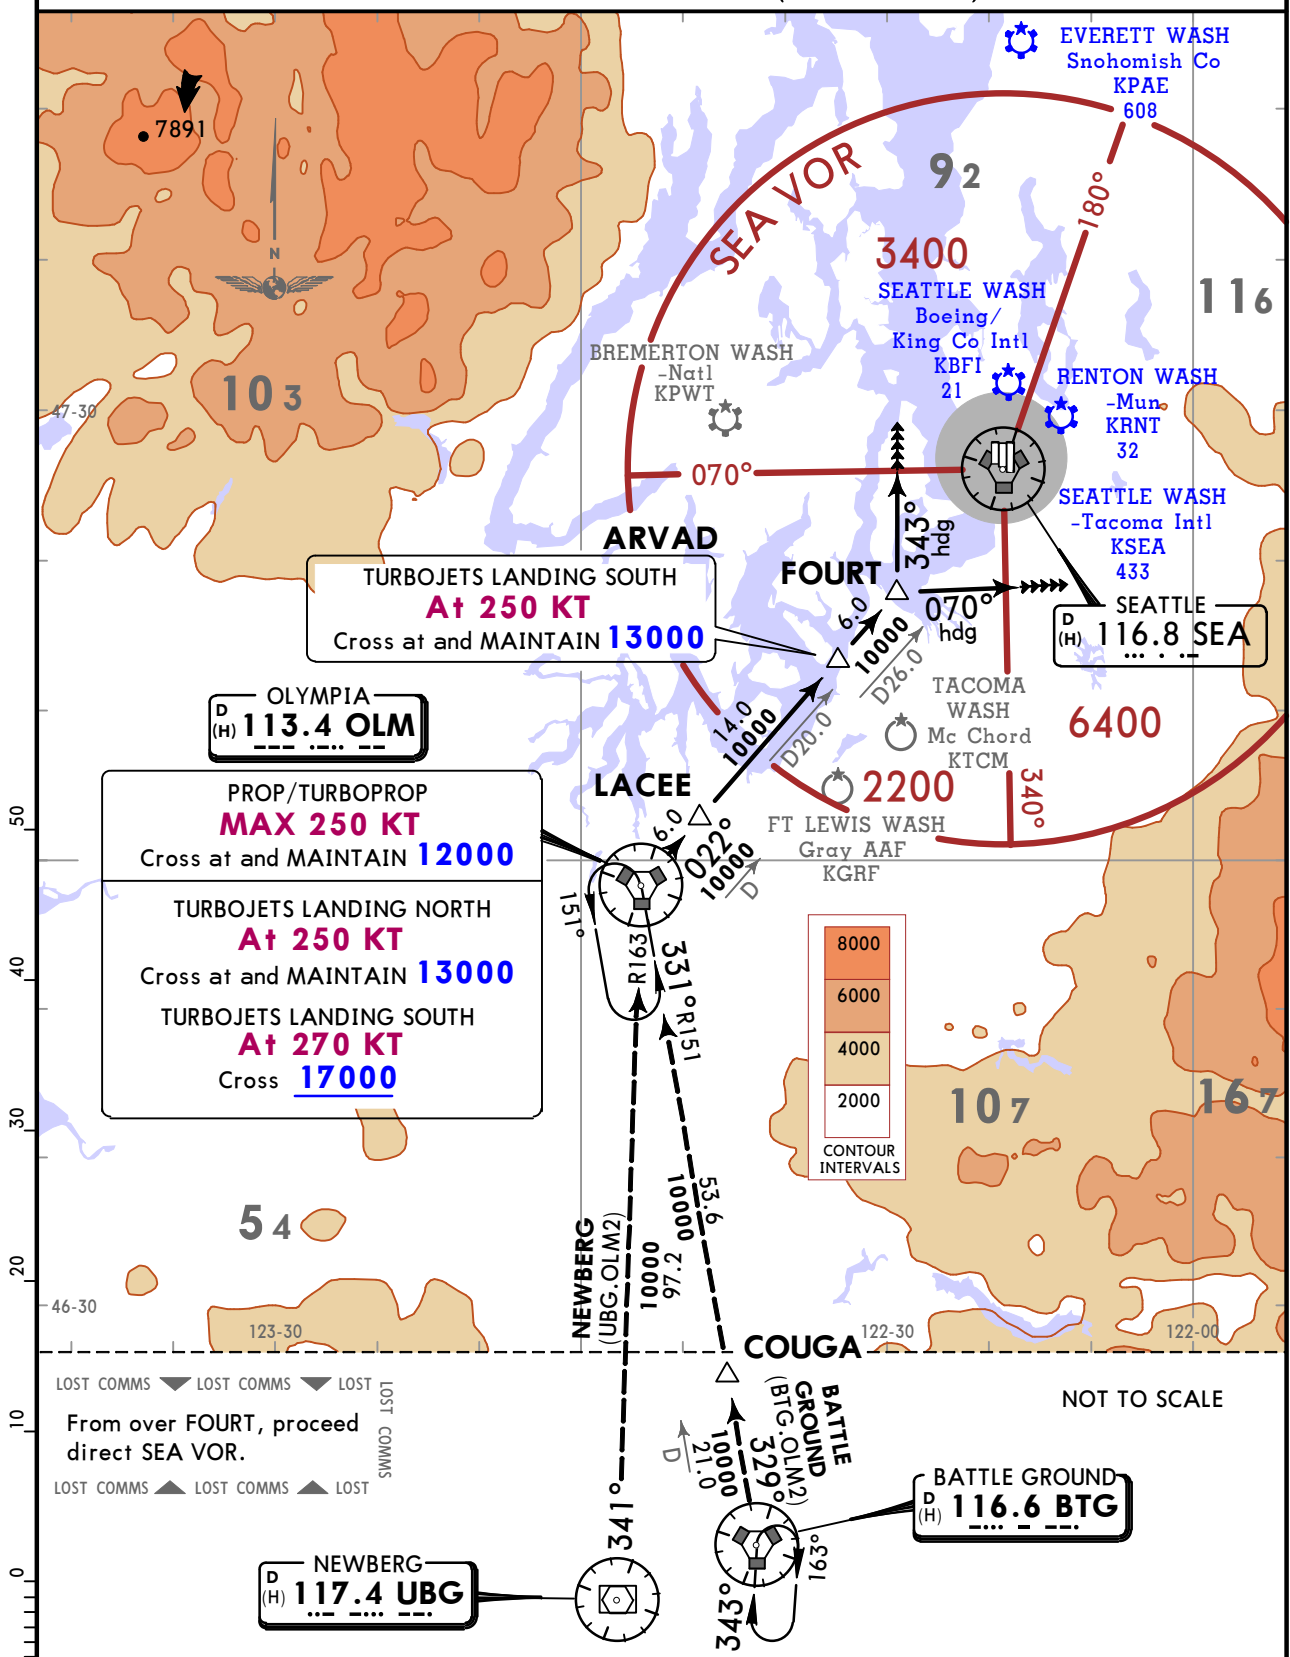 EVERETT WASH
Snohomish Co
KPAE
608
7891
N
SEA VOR
92
180°
3400
116
SEATTLE WASH
Boeing/
King Co Intl
KBFI
21
BREMERTON WASH
-Natl
KPWT
RENTON WASH
-Mun
KRNT
32
103
47-30
070°
SEATTLE WASH
-Tacoma Intl
KSEA
433
343°
hdg
ARVAD
TURBOJETS LANDING SOUTH
At 250 KT
Cross at and MAINTAIN 13000
FOURT
070°
hdg
6.0
10000
D26.0
SEATTLE
D
(H) 116.8 SEA
OLYMPIA
D
(H) 113.4 OLM
14.0
10000
D20.0
TACOMA
WASH
Mc Chord
KTCM
6400
340°
2200
FT LEWIS WASH
Gray AAF
KGRF
LACEE
6.0
022°
10000
D
PROP/TURBOPROP
MAX 250 KT
Cross at and MAINTAIN 12000
TURBOJETS LANDING NORTH
At 250 KT
Cross at and MAINTAIN 13000
TURBOJETS LANDING SOUTH
At 270 KT
Cross 17000
151°
R163
331°
R151
8000
6000
4000
2000
CONTOUR
INTERVALS
107
167
54
53.6
10000
NEWBERG
(UBG.OLM2)
10000
97.2
46-30
123-30
122-30
122-00
COUGA
LOST COMMS LOST COMMS LOST
LOST COMMS
From over FOURT, proceed
direct SEA VOR.
LOST COMMS LOST COMMS LOST
NOT TO SCALE
BATTLE
GROUND
(BTG.OLM2)
329°
10000
21.0
D
341°
BATTLE GROUND
D
(H) 116.6 BTG
163°
343°
NEWBERG
D
(H) 117.4 UBG
50
40
30
20
10
0